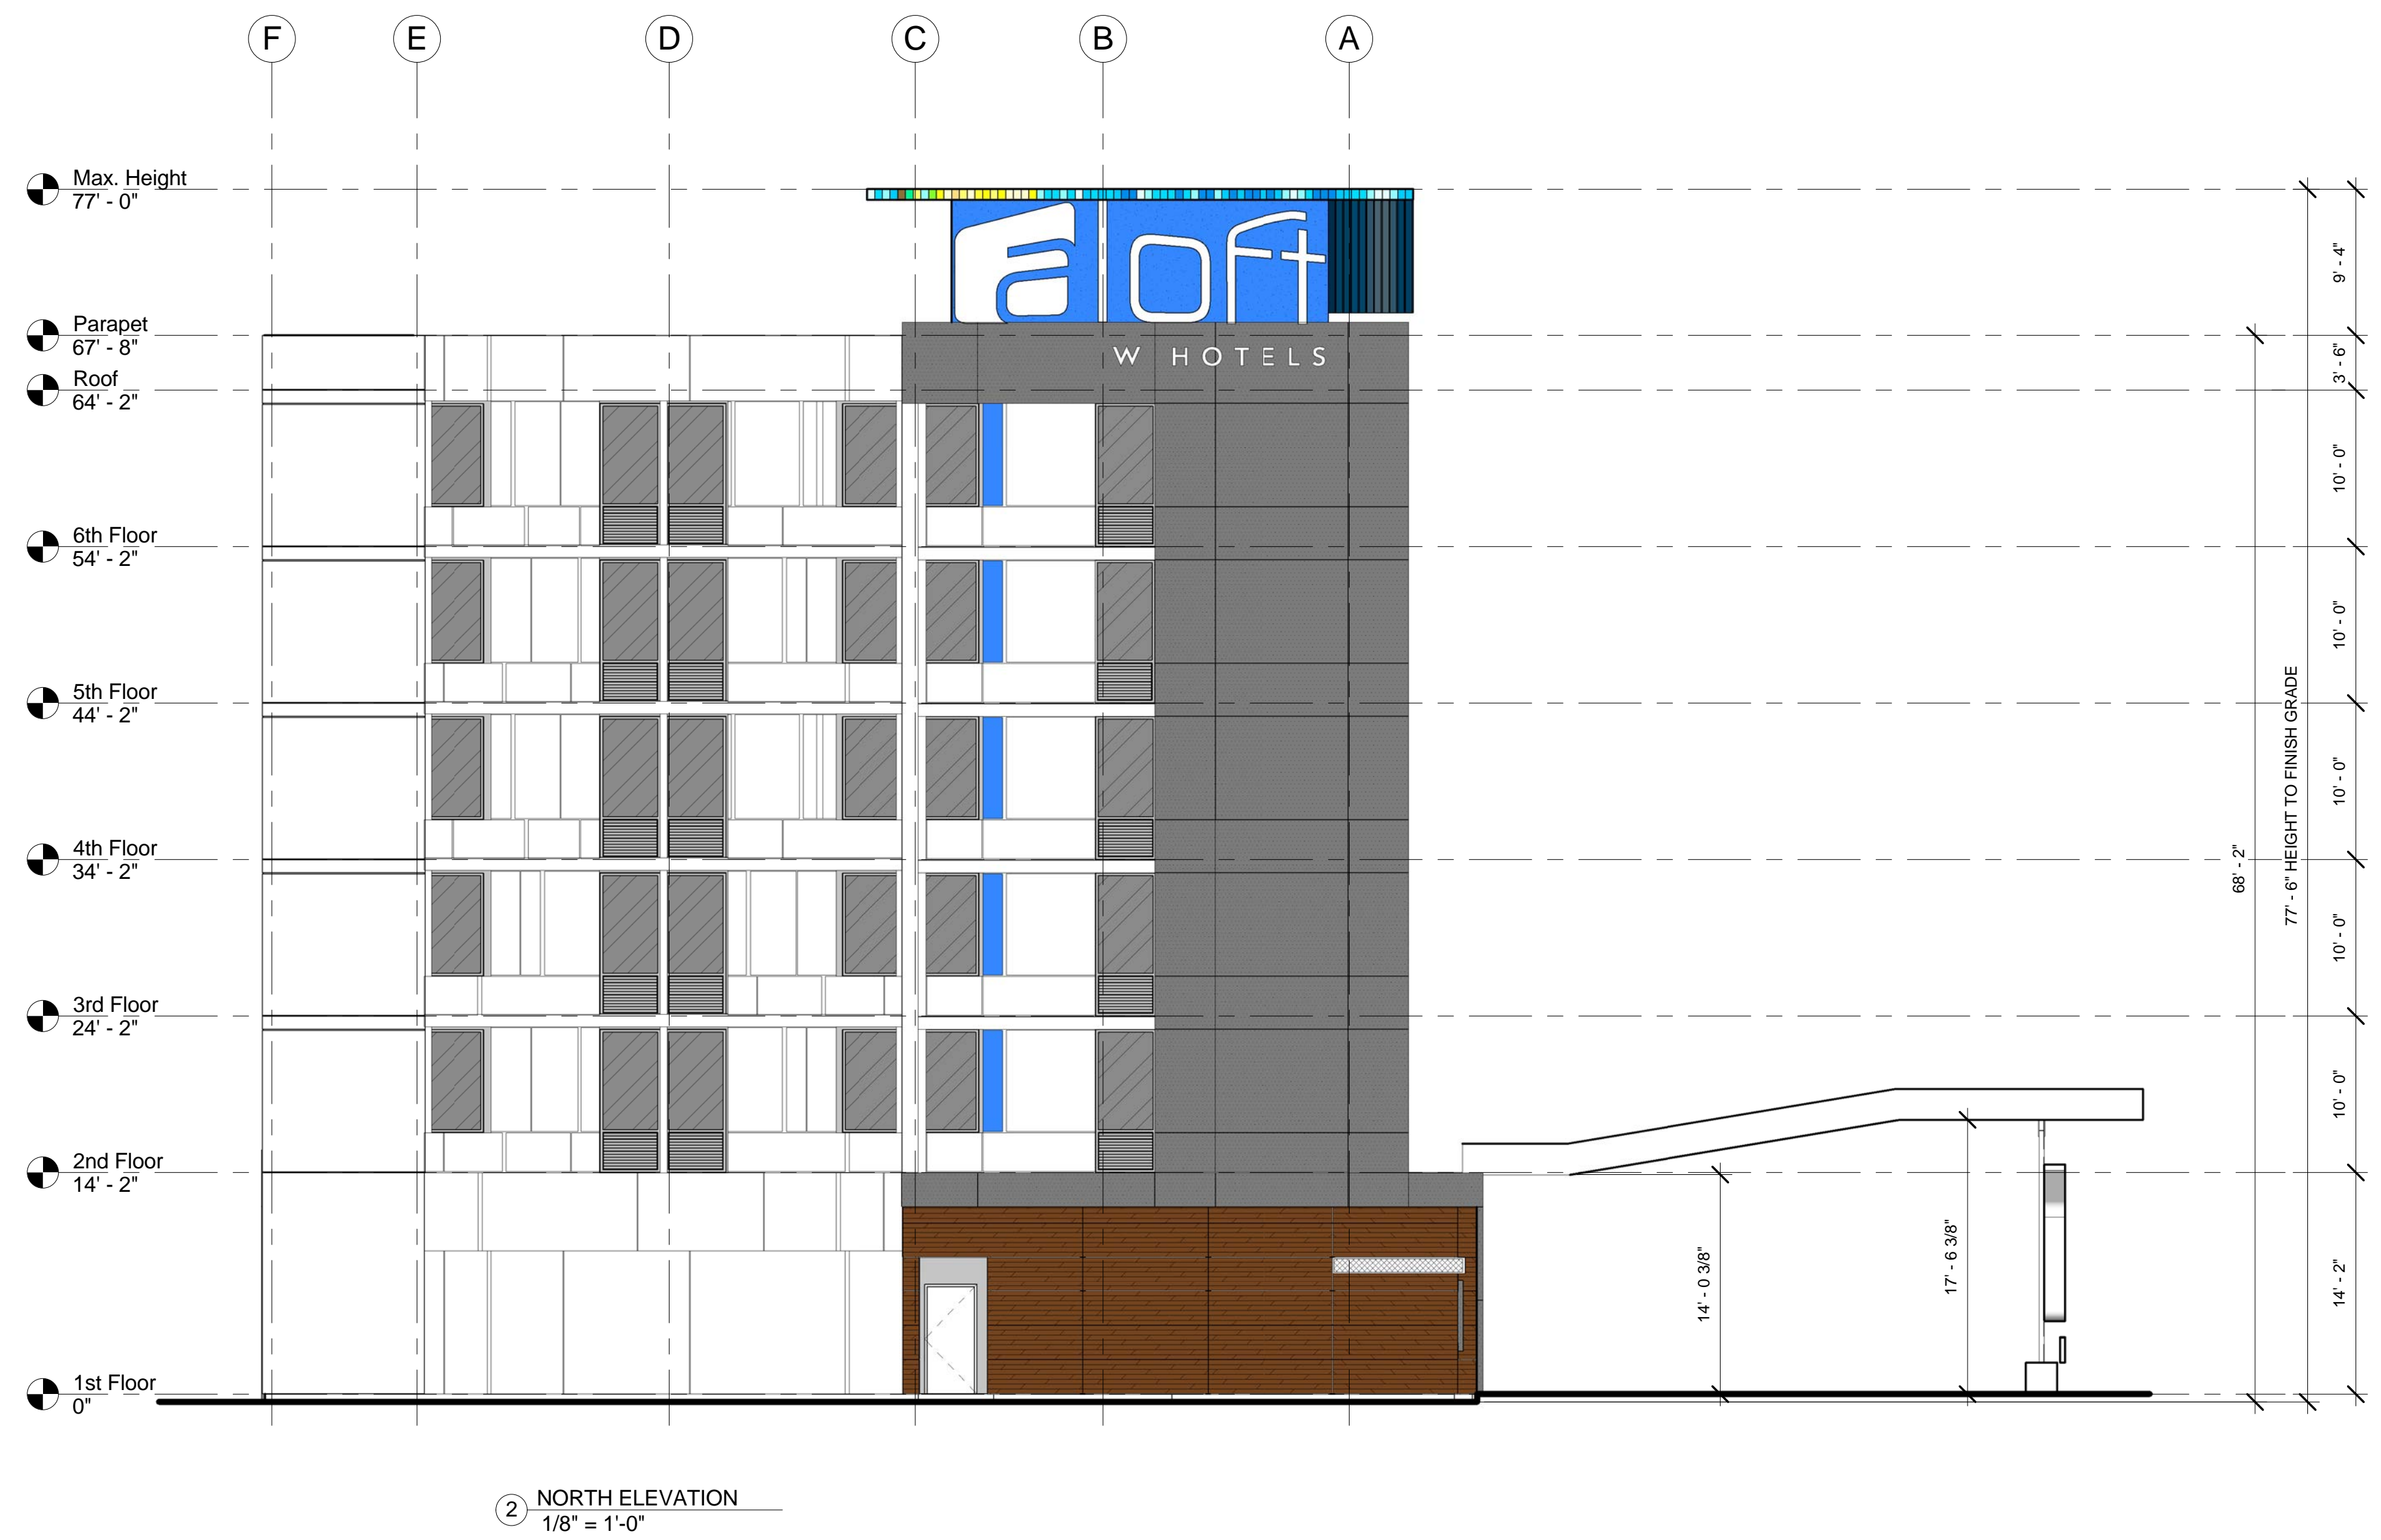 F E D C B A
Max. Height
77' - 0"
aloft
9' - 4"
Parapet
67' - 8"
W HOTELS
3' - 6"
Roof
64' - 2"
10' - 0"
6th Floor
54' - 2"
10' - 0"
5th Floor
44' - 2"
77' - 6" HEIGHT TO FINISH GRADE
10' - 0"
4th Floor
34' - 2"
68' - 2"
10' - 0"
3rd Floor
24' - 2"
10' - 0"
2nd Floor
14' - 2"
14' - 0 3/8"
17' - 6 3/8"
14' - 2"
1st Floor
0"
2
NORTH ELEVATION
1/8" = 1'-0"